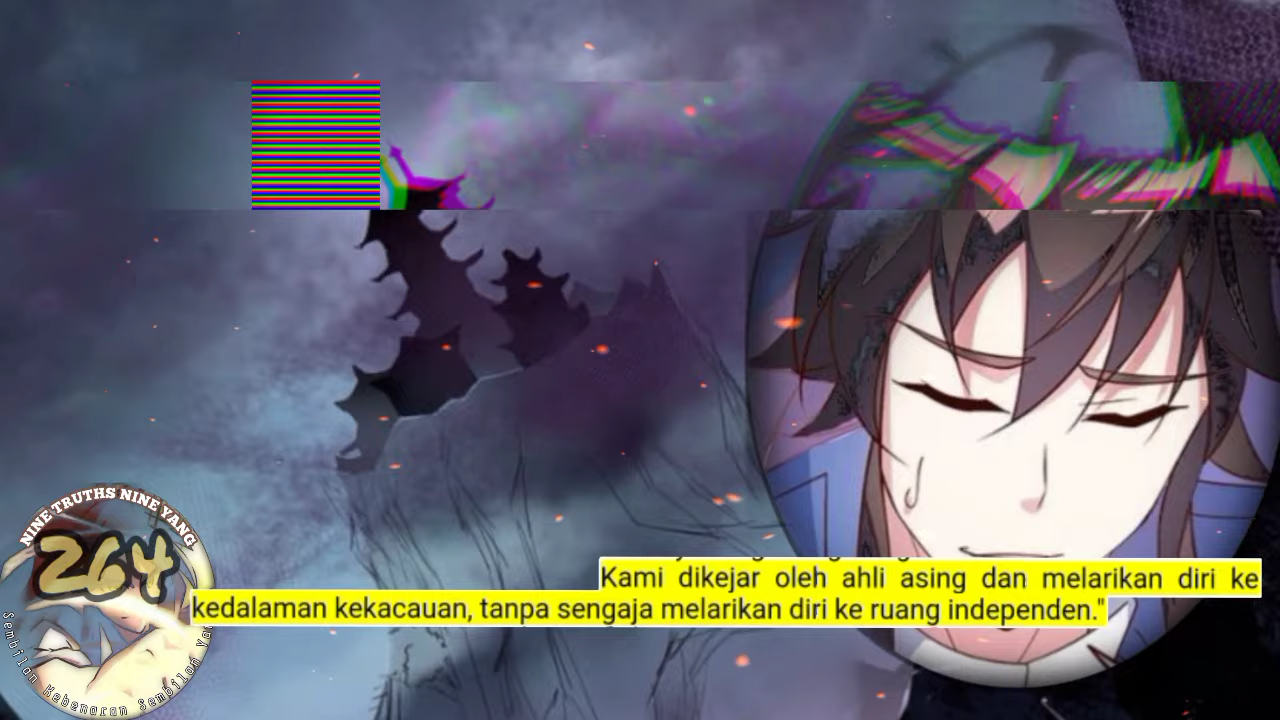 NINE TRUTHS NINE YANG
264
Kami dikejar oleh ahli asing dan melarikan diri ke
kedalaman kekacauan, tanpa sengaja melarikan diri ke ruang independen."
Sembilan Kebenaran Sembilan